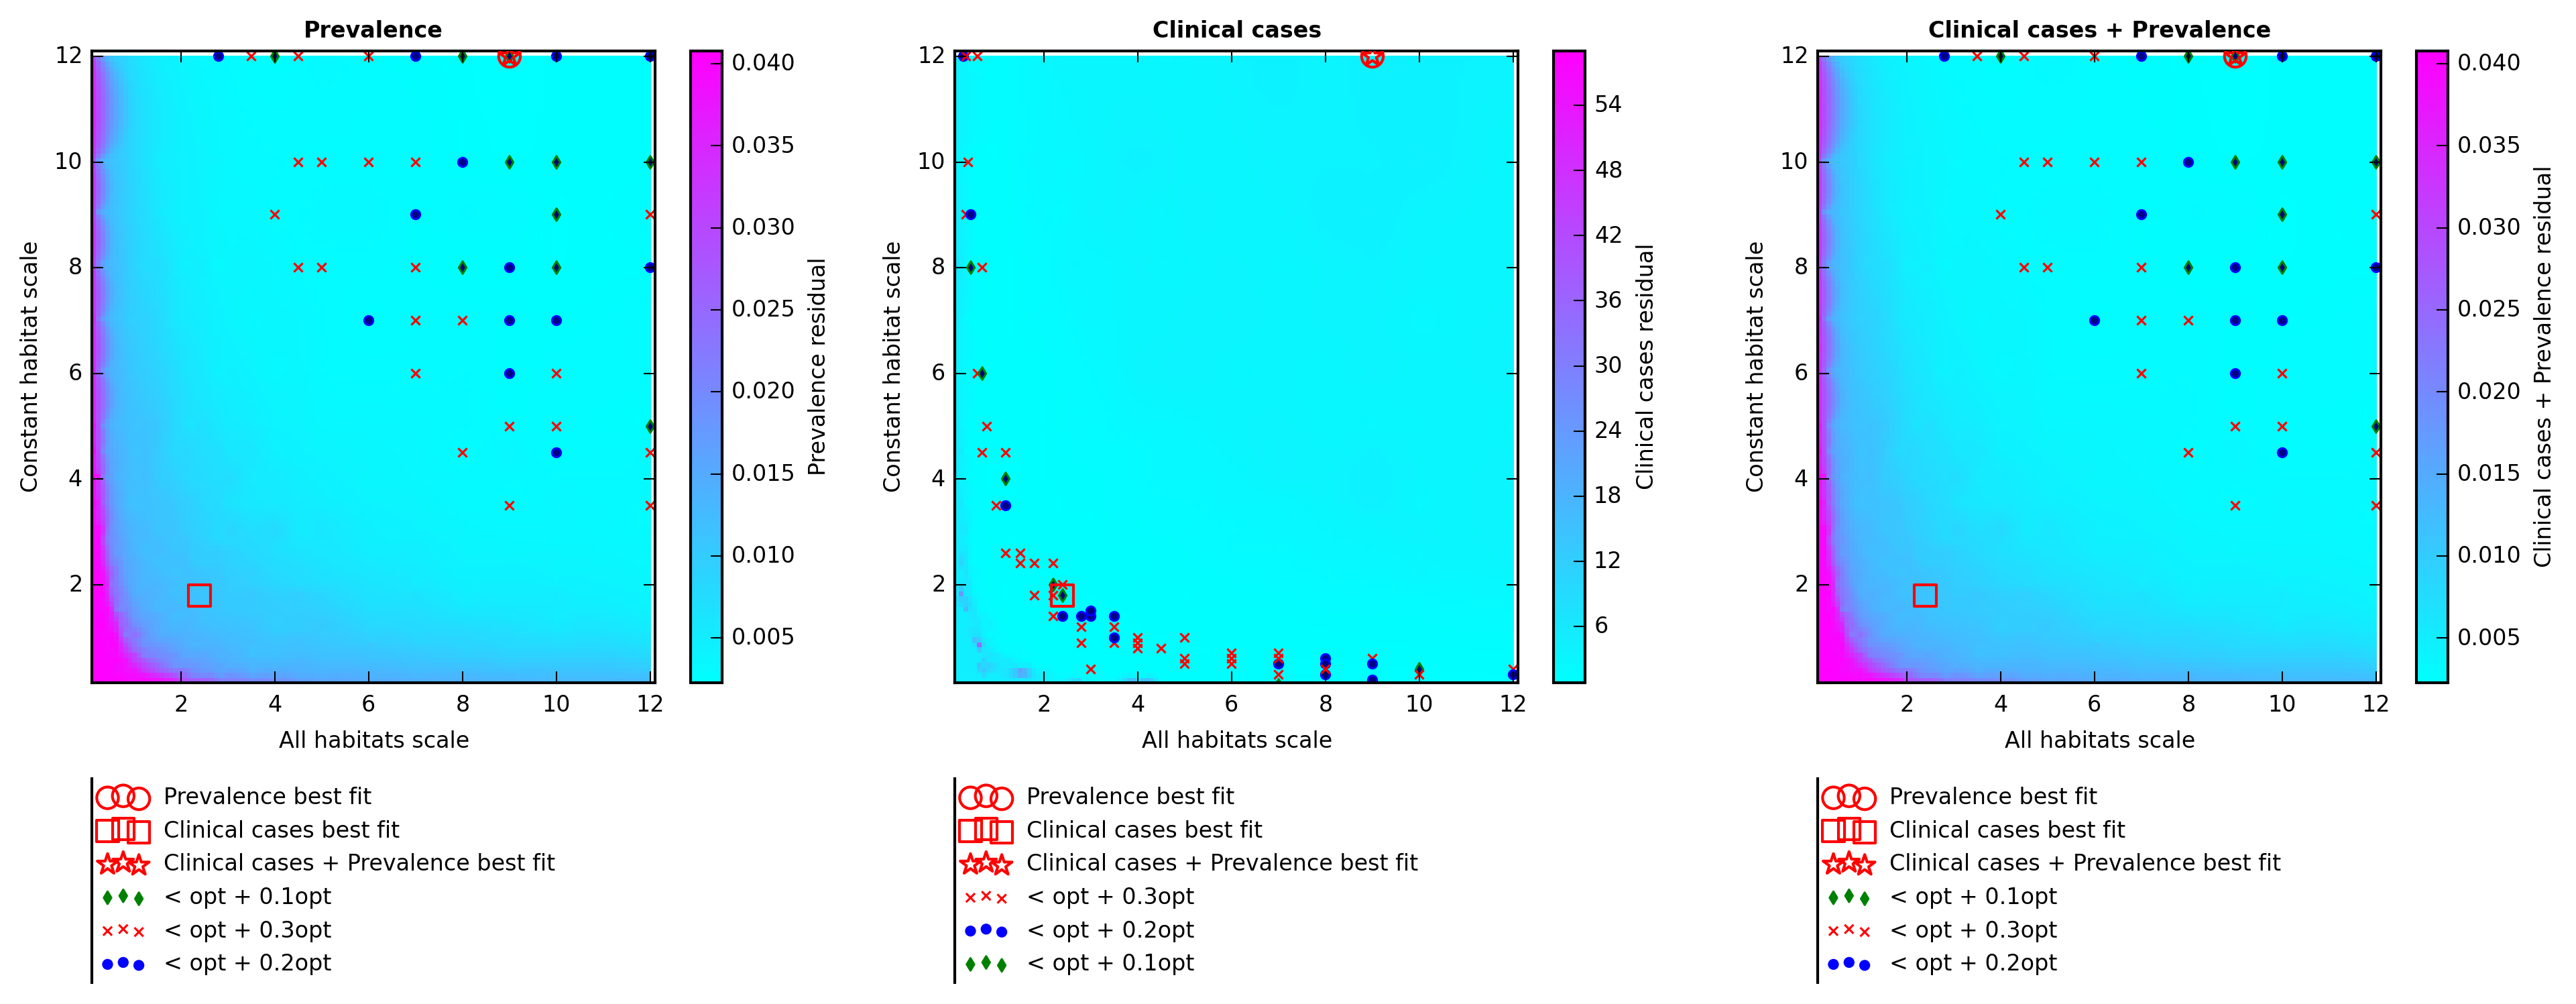 Prevalence
12
10
8
6
4
2
Constant habitat scale
2 4 6 8 10 12
All habitats scale
0.040
0.035
0.030
0.025
0.020
0.015
0.010
0.005
Prevalence residual
Prevalence best fit
Clinical cases best fit
Clinical cases + Prevalence best fit
< opt + 0.1opt
< opt + 0.3opt
< opt + 0.2opt
Clinical cases
12
10
8
6
4
2
Constant habitat scale
2 4 6 8 10 12
All habitats scale
54
48
42
36
30
24
18
12
6
Clinical cases residual
Prevalence best fit
Clinical cases best fit
Clinical cases + Prevalence best fit
< opt + 0.3opt
< opt + 0.2opt
< opt + 0.1opt
Clinical cases + Prevalence
12
10
8
6
4
2
Constant habitat scale
2 4 6 8 10 12
All habitats scale
0.040
0.035
0.030
0.025
0.020
0.015
0.010
0.005
Clinical cases + Prevalence residual
Prevalence best fit
Clinical cases best fit
Clinical cases + Prevalence best fit
< opt + 0.1opt
< opt + 0.3opt
< opt + 0.2opt